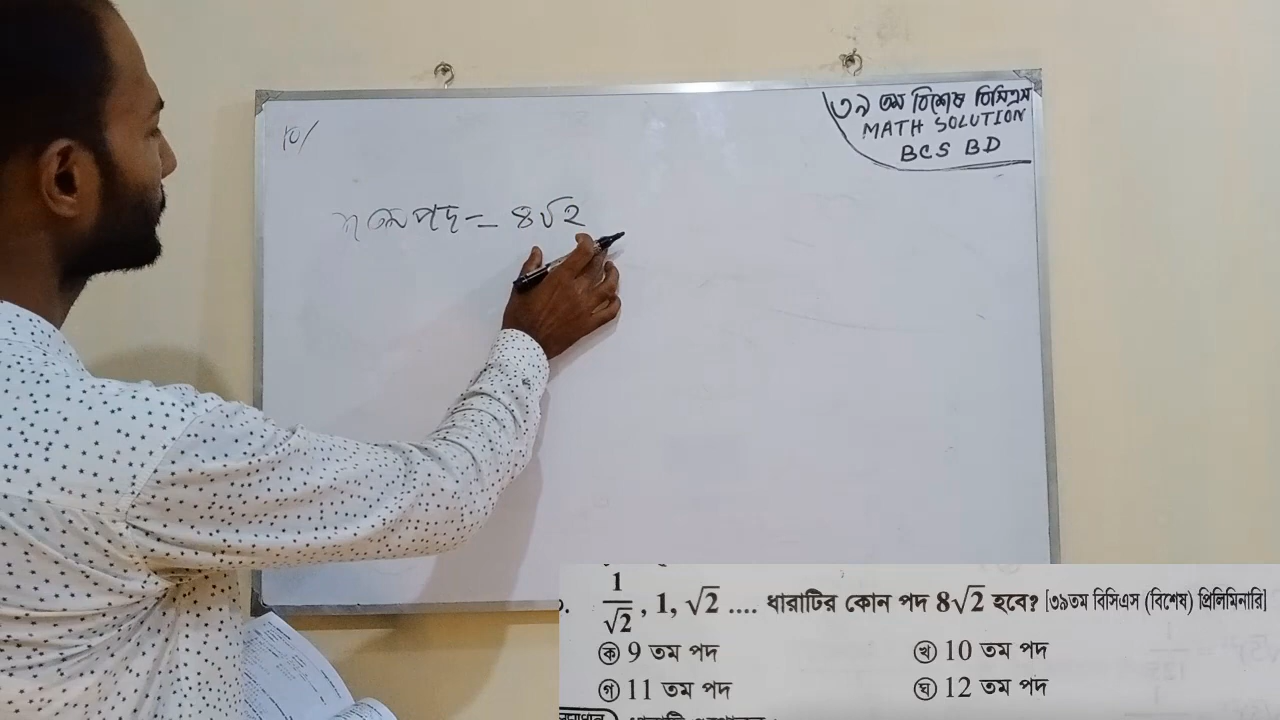 ৩৯ তম বিশেষ বিসিএস
MATH SOLUTION
BCS BD
10/
n তম পদ = 8√2
1/√2 , 1, √2 .... ধারাটির কোন পদ 8√2 হবে? [৩৯তম বিসিএস (বিশেষ) প্রিলিমিনারি]
ক 9 তম পদ
খ 10 তম পদ
গ 11 তম পদ
ঘ 12 তম পদ